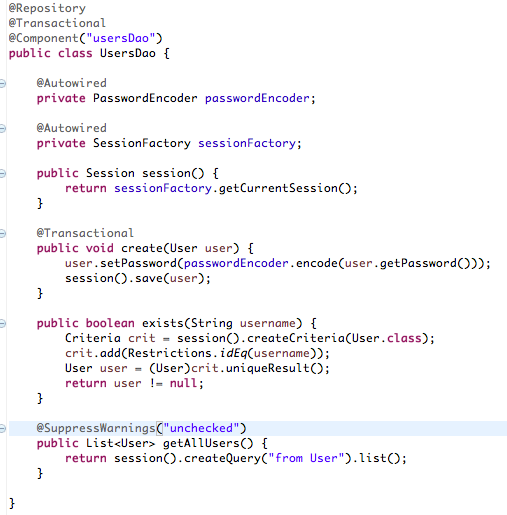 @Repository
@Transactional
@Component("usersDao")
public class UsersDao {
@Autowired
private PasswordEncoder passwordEncoder;
@Autowired
private SessionFactory sessionFactory;
public Session session() {
return sessionFactory.getCurrentSession();
}
@Transactional
public void create(User user) {
user.setPassword(passwordEncoder.encode(user.getPassword()));
session().save(user);
}
public boolean exists(String username) {
Criteria crit = session().createCriteria(User.class);
crit.add(Restrictions.idEq(username));
User user = (User)crit.uniqueResult();
return user != null;
}
@SuppressWarnings("unchecked")
public List<User> getAllUsers() {
return session().createQuery("from User").list();
}
}